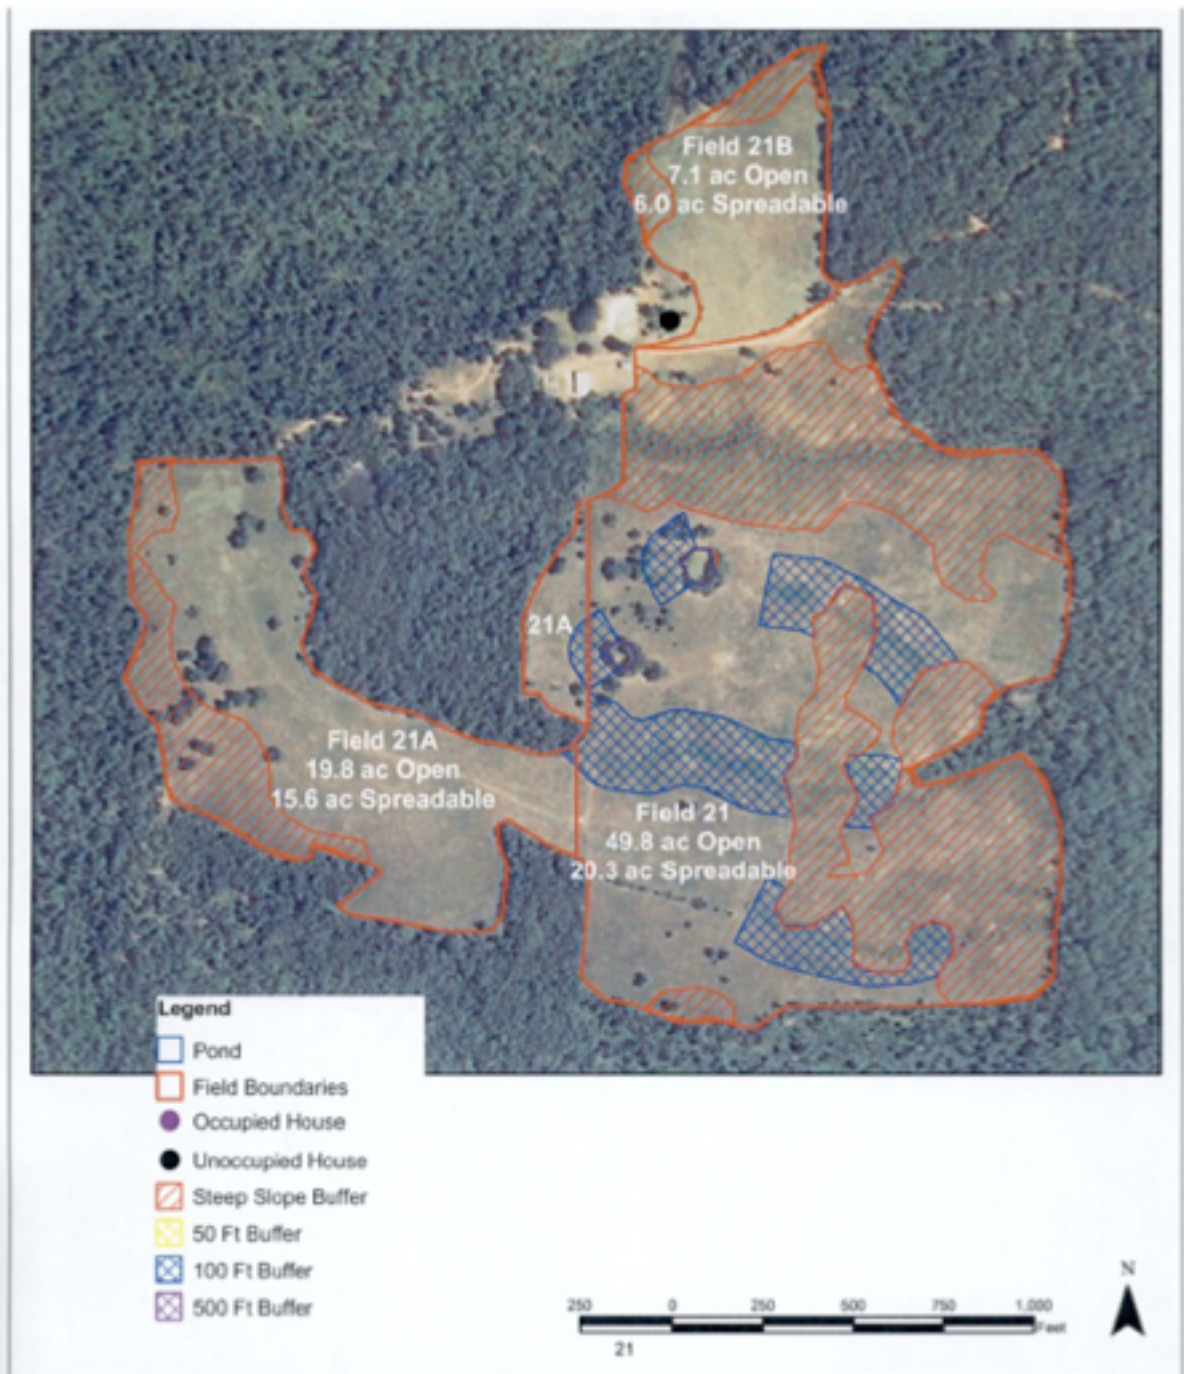 Field 21B
7.1 ac Open
6.0 ac Spreadable
21A
Field 21A
19.8 ac Open
15.6 ac Spreadable
Field 21
49.8 ac Open
20.3 ac Spreadable
Legend
Pond
Field Boundaries
Occupied House
Unoccupied House
Steep Slope Buffer
50 Ft Buffer
100 Ft Buffer
500 Ft Buffer
N
250 0 250 500 750 1,000
Feet
21